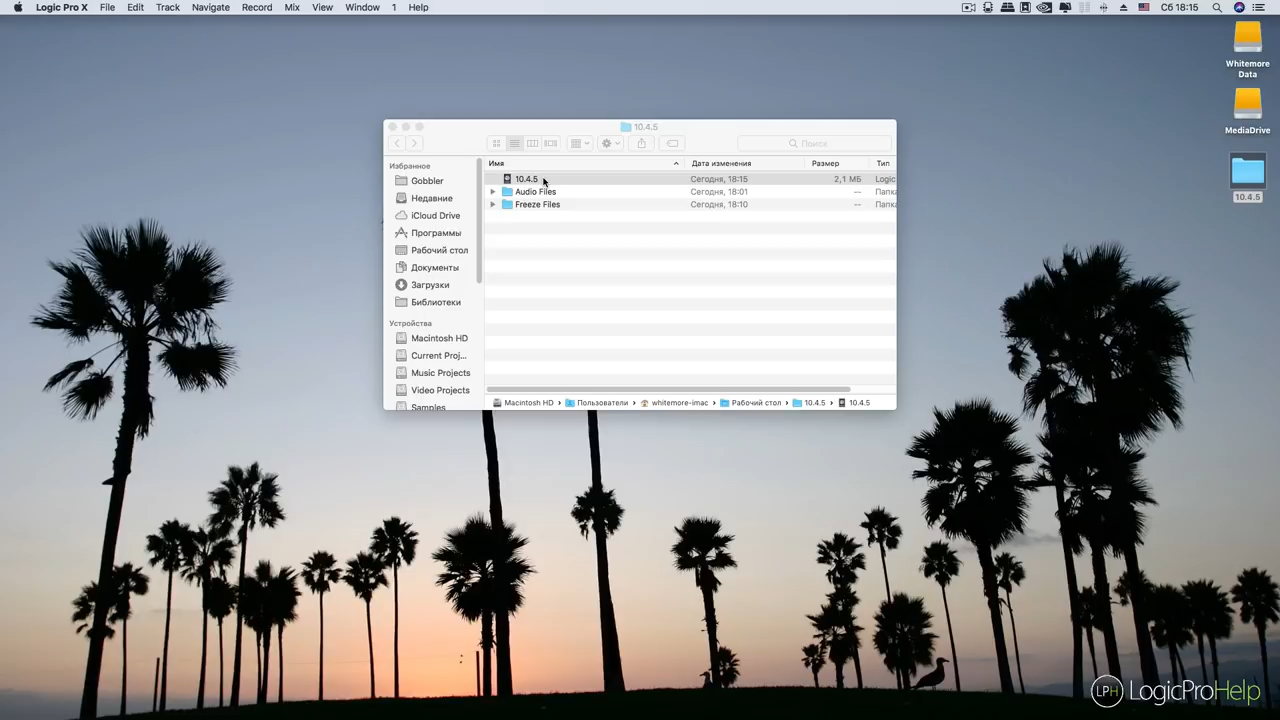 Logic Pro X File Edit Track Navigate Record Mix View Window 1 Help Сб 18:15
Whitemore
Data
MediaDrive
10.4.5
10.4.5
Поиск
Избранное
Gobbler
Недавние
iCloud Drive
Программы
Рабочий стол
Документы
Загрузки
Библиотеки
Устройства
Macintosh HD
Current Proj...
Music Projects
Video Projects
Samples
Имя Дата изменения Размер Тип
10.4.5 Сегодня, 18:15 2,1 МБ Logic
Audio Files Сегодня, 18:01 -- Папка
Freeze Files Сегодня, 18:10 -- Папка
Macintosh HD › Пользователи › whitemore-imac › Рабочий стол › 10.4.5 › 10.4.5
LPH LogicProHelp